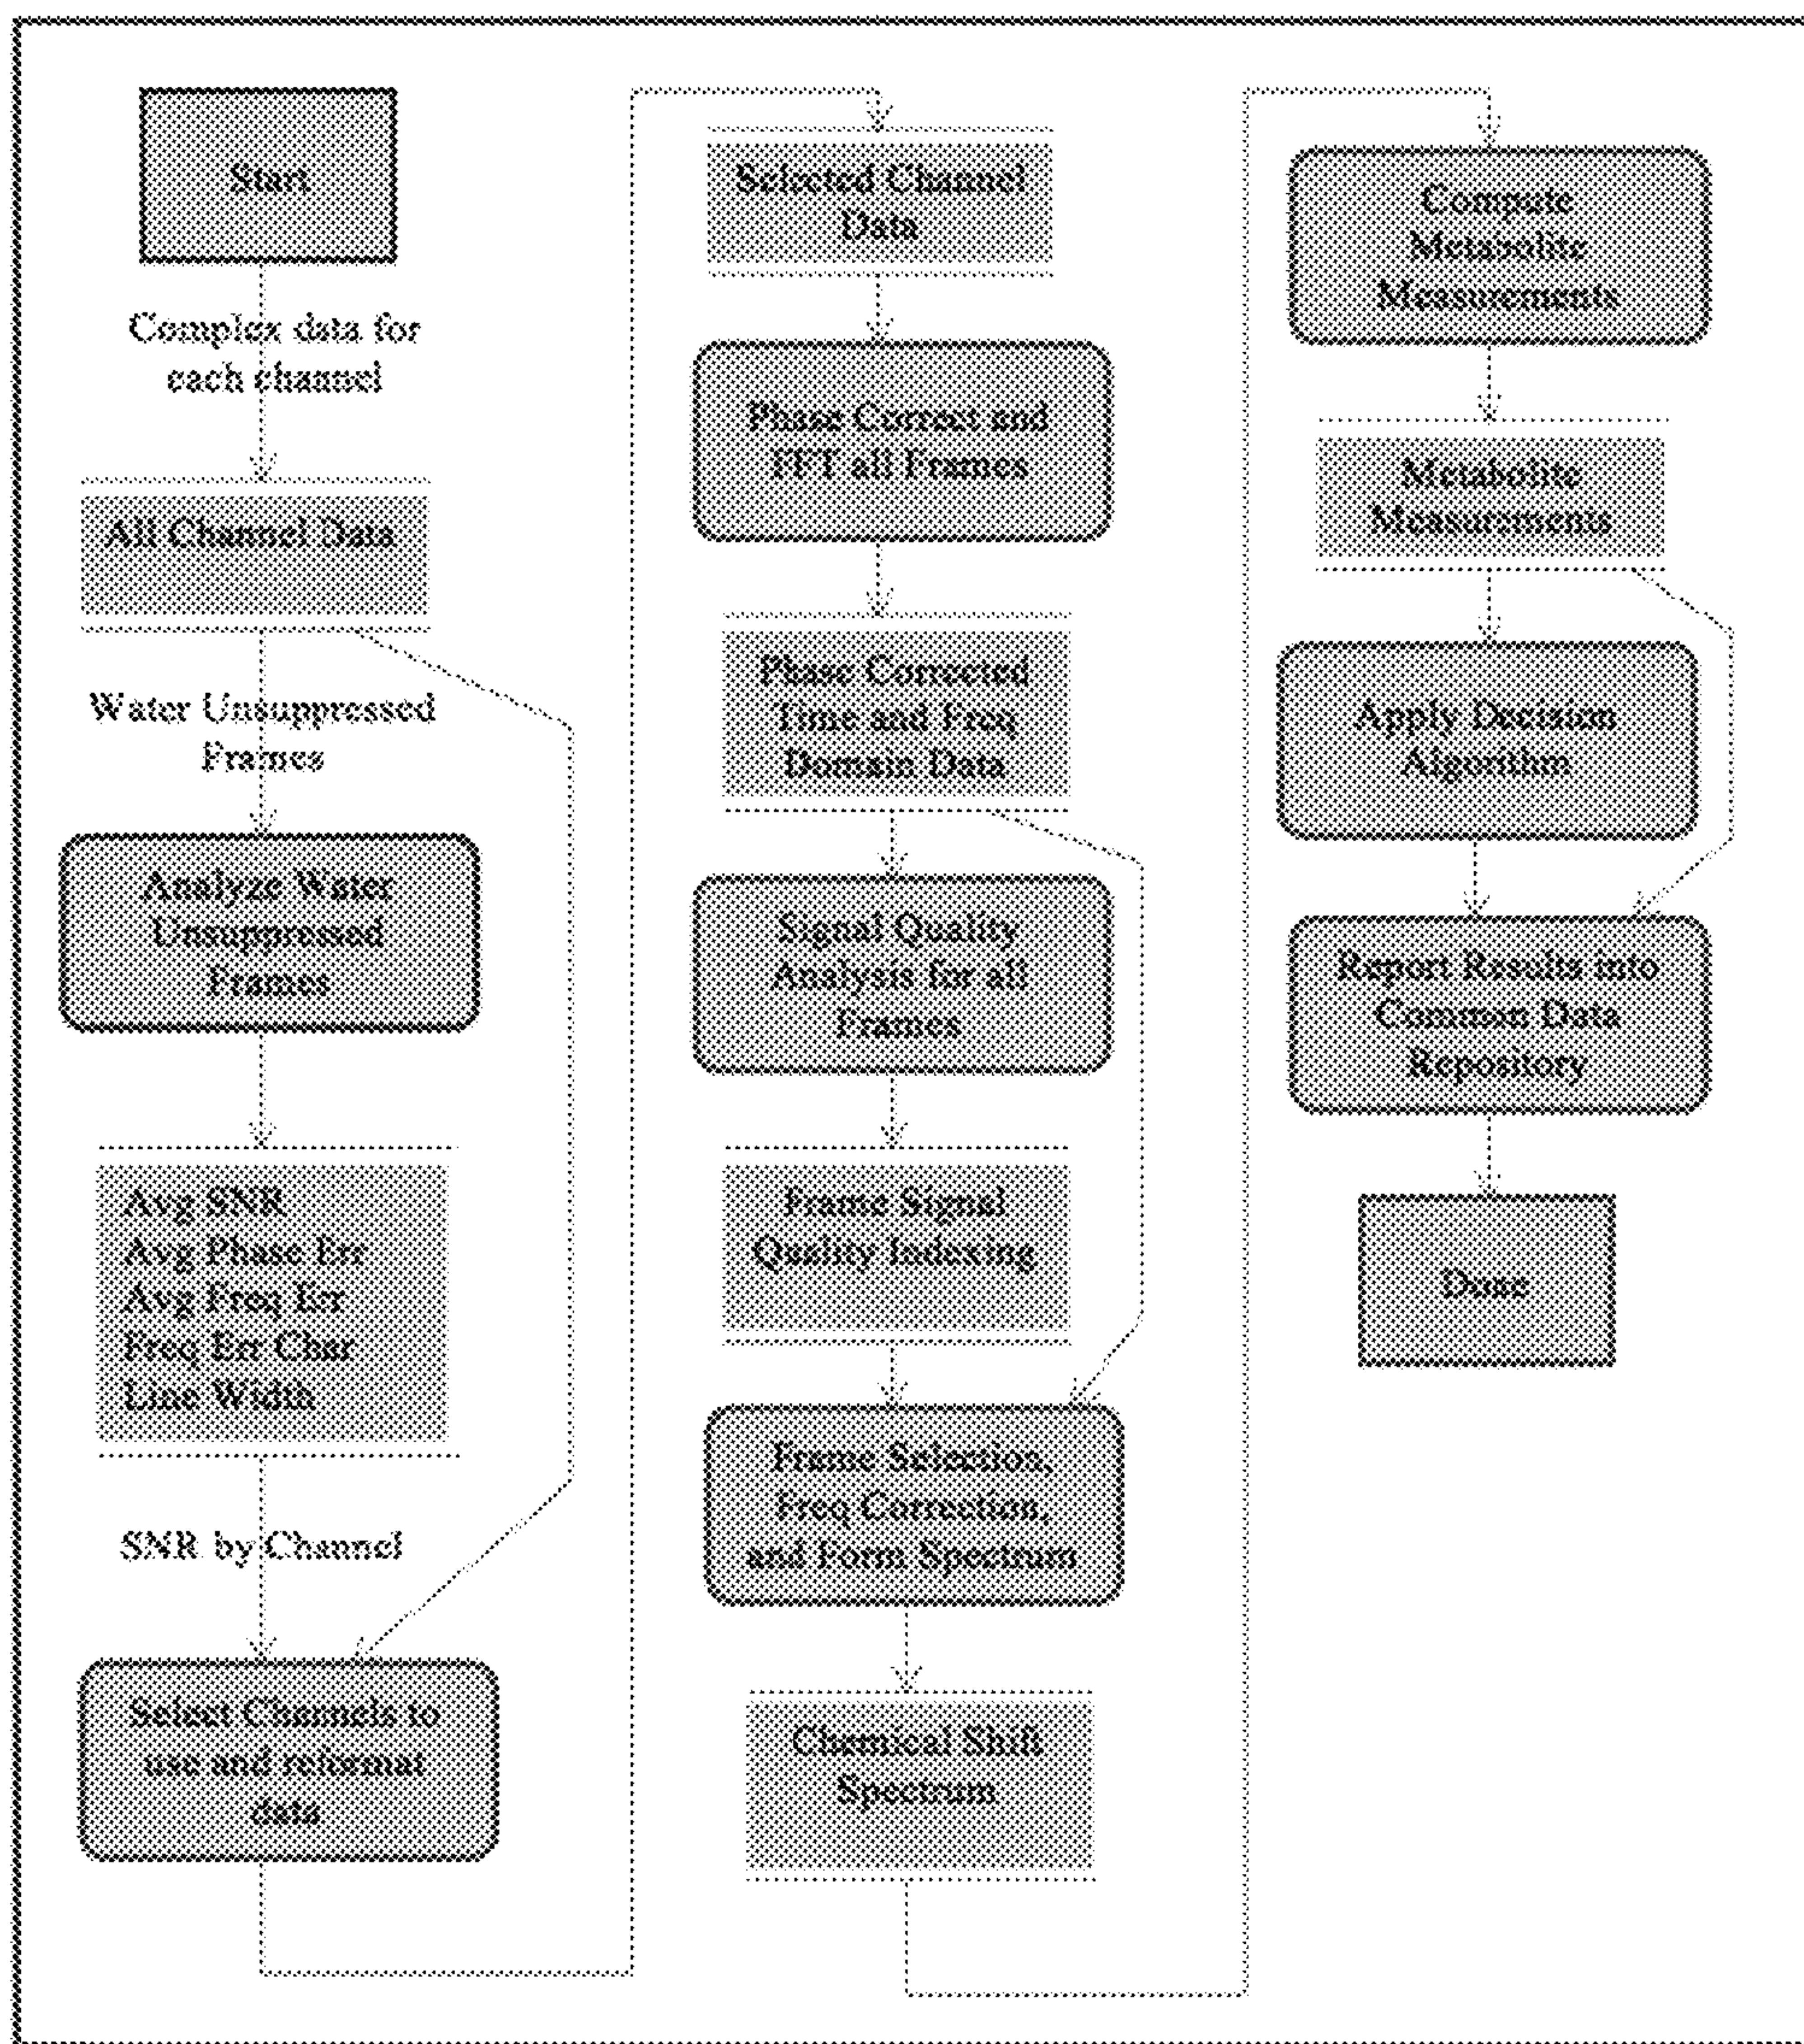 Start
Complex data for
each channel
All Channel Data
Water Unsuppressed
Frames
Analyze Water
Unsuppressed
Frames
Avg SNR
Avg Phase Err
Avg Freq Err
Freq Err Char
Line Width
SNR by Channel
Select Channels to
use and reformat
data
Selected Channel
Data
Phase Correct and
FFT all Frames
Phase Corrected
Time and Freq
Domain Data
Signal Quality
Analysis for all
Frames
Frame Signal
Quality Indexing
Frame Selection,
Freq Correction,
and Form Spectrum
Chemical Shift
Spectrum
Compute
Metabolite
Measurements
Metabolite
Measurements
Apply Decision
Algorithm
Report Results into
Common Data
Repository
Done